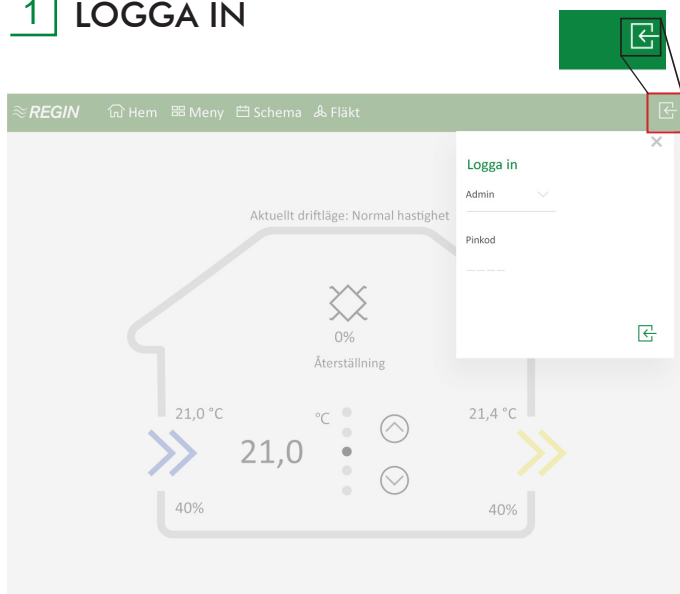 1 LOGGA IN
REGIN Hem Meny Schema Fläkt
Logga in
Admin
Pinkod
Aktuellt driftläge: Normal hastighet
0%
Återställning
21,0 °C
°C
21,4 °C
21,0
40%
40%